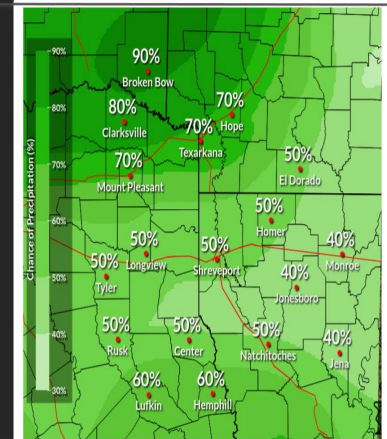 90%
Broken Bow
80%
Clarksville
70%
Hope
70%
Texarkana
70%
Mount Pleasant
50%
El Dorado
50%
Homer
50%
Longview
50%
Shreveport
40%
Monroe
50%
Tyler
40%
Jonesboro
50%
Rusk
50%
Center
50%
Natchitoches
40%
Jena
60%
Lufkin
60%
Hemphill
Chance of Precipitation (%)
90%
80%
70%
60%
50%
40%
30%